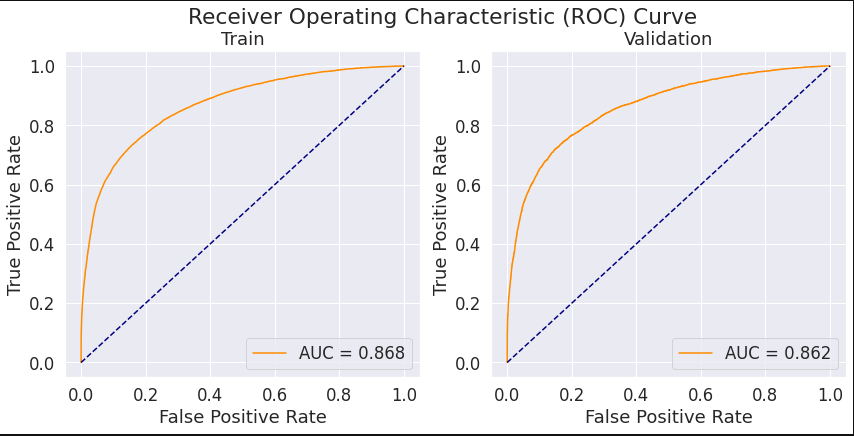 Receiver Operating Characteristic (ROC) Curve
Train
True Positive Rate
1.0
0.8
0.6
0.4
0.2
0.0
AUC = 0.868
0.0 0.2 0.4 0.6 0.8 1.0
False Positive Rate
Validation
True Positive Rate
1.0
0.8
0.6
0.4
0.2
0.0
AUC = 0.862
0.0 0.2 0.4 0.6 0.8 1.0
False Positive Rate